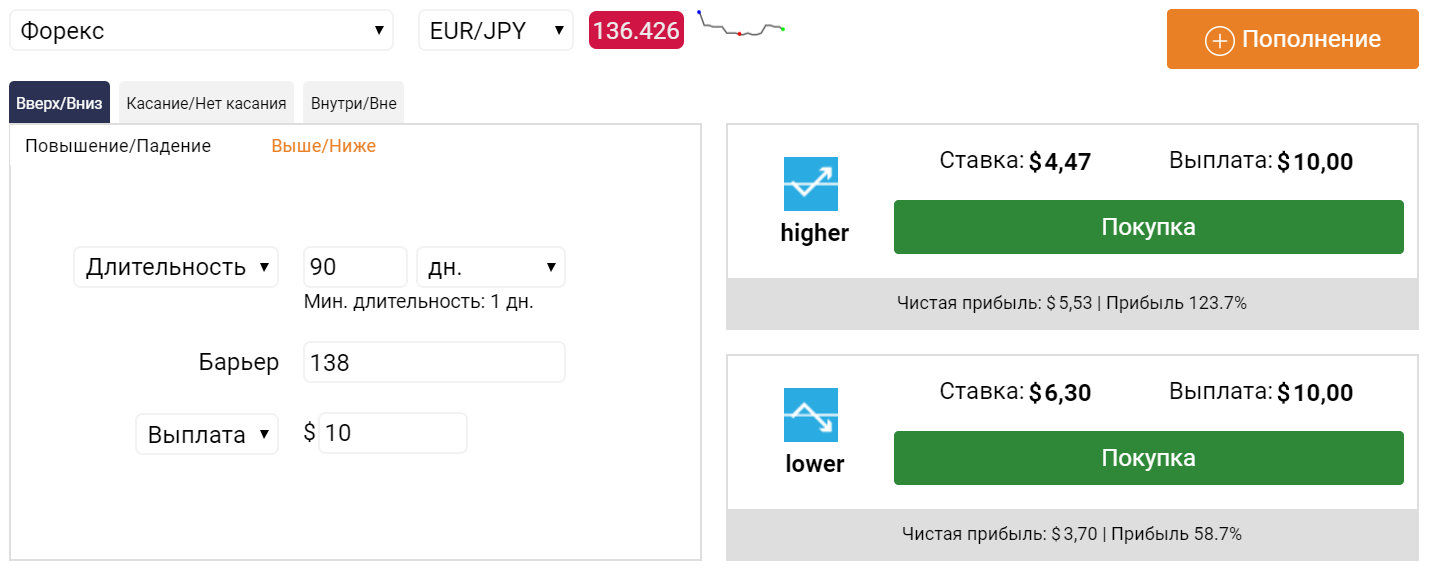 Форекс
EUR/JPY
136.426
Пополнение
Вверх/Вниз
Касание/Нет касания
Внутри/Вне
Повышение/Падение
Выше/Ниже
Длительность
90
дн.
Мин. длительность: 1 дн.
Барьер
138
Выплата
$ 10
higher
Ставка: $ 4,47
Выплата: $ 10,00
Покупка
Чистая прибыль: $ 5,53 | Прибыль 123.7%
lower
Ставка: $ 6,30
Выплата: $ 10,00
Покупка
Чистая прибыль: $ 3,70 | Прибыль 58.7%